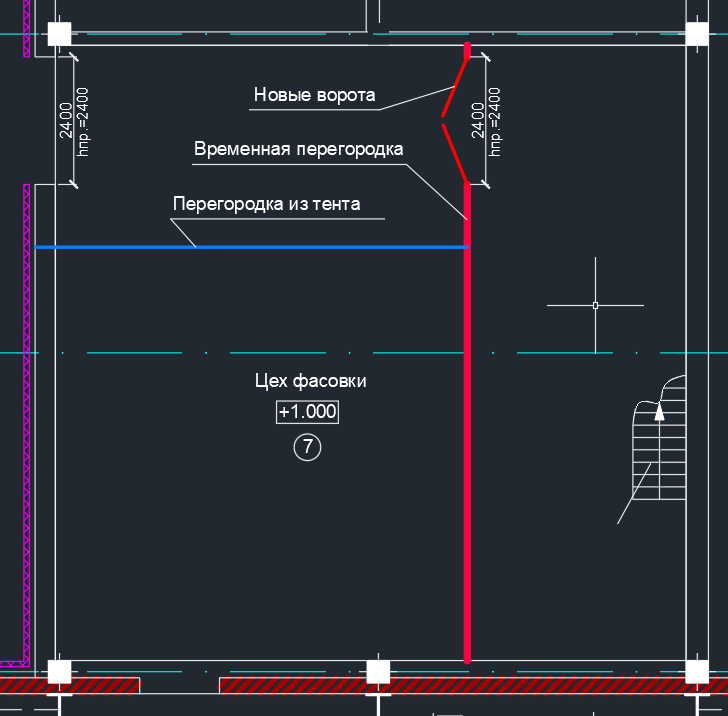 Новые ворота
2400
hпр.=2400
2400
hпр.=2400
Временная перегородка
Перегородка из тента
Цех фасовки
+1.000
7